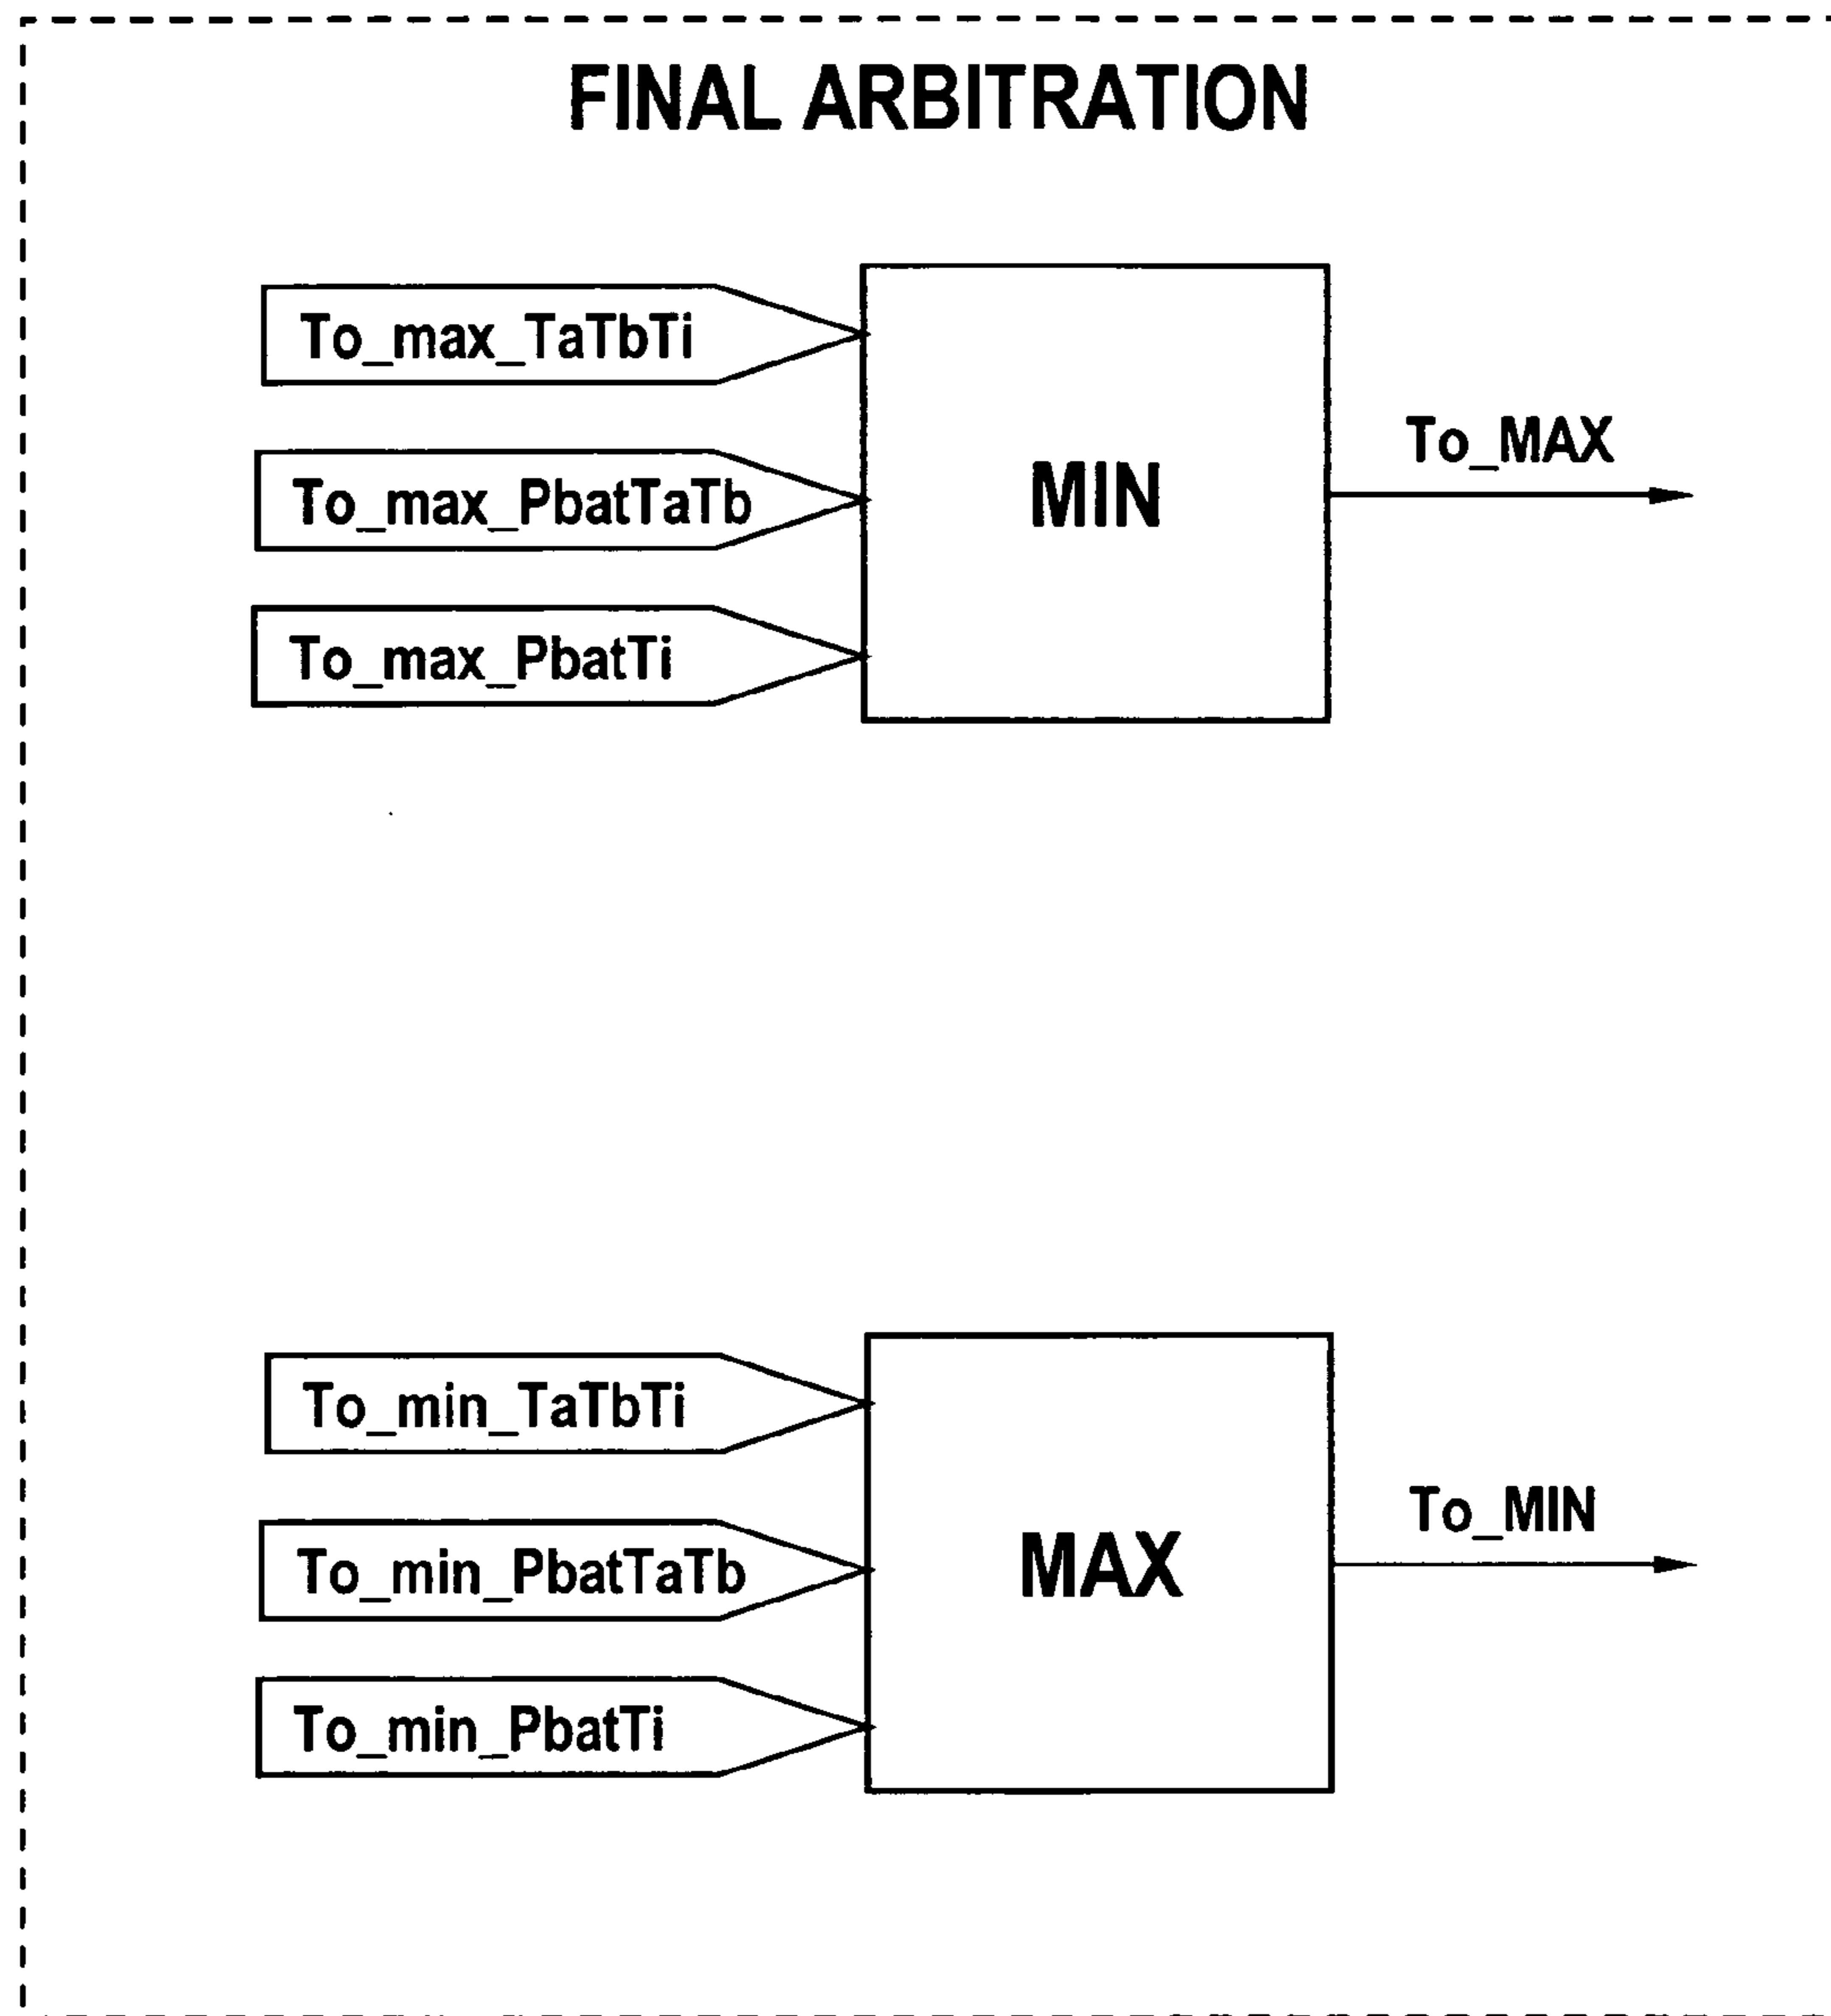 FINAL ARBITRATION
To_max_TaTbTi
To_max_PbatTaTb
To_max_PbatTi
MIN
To_MAX
To_min_TaTbTi
To_min_PbatTaTb
To_min_PbatTi
MAX
To_MIN